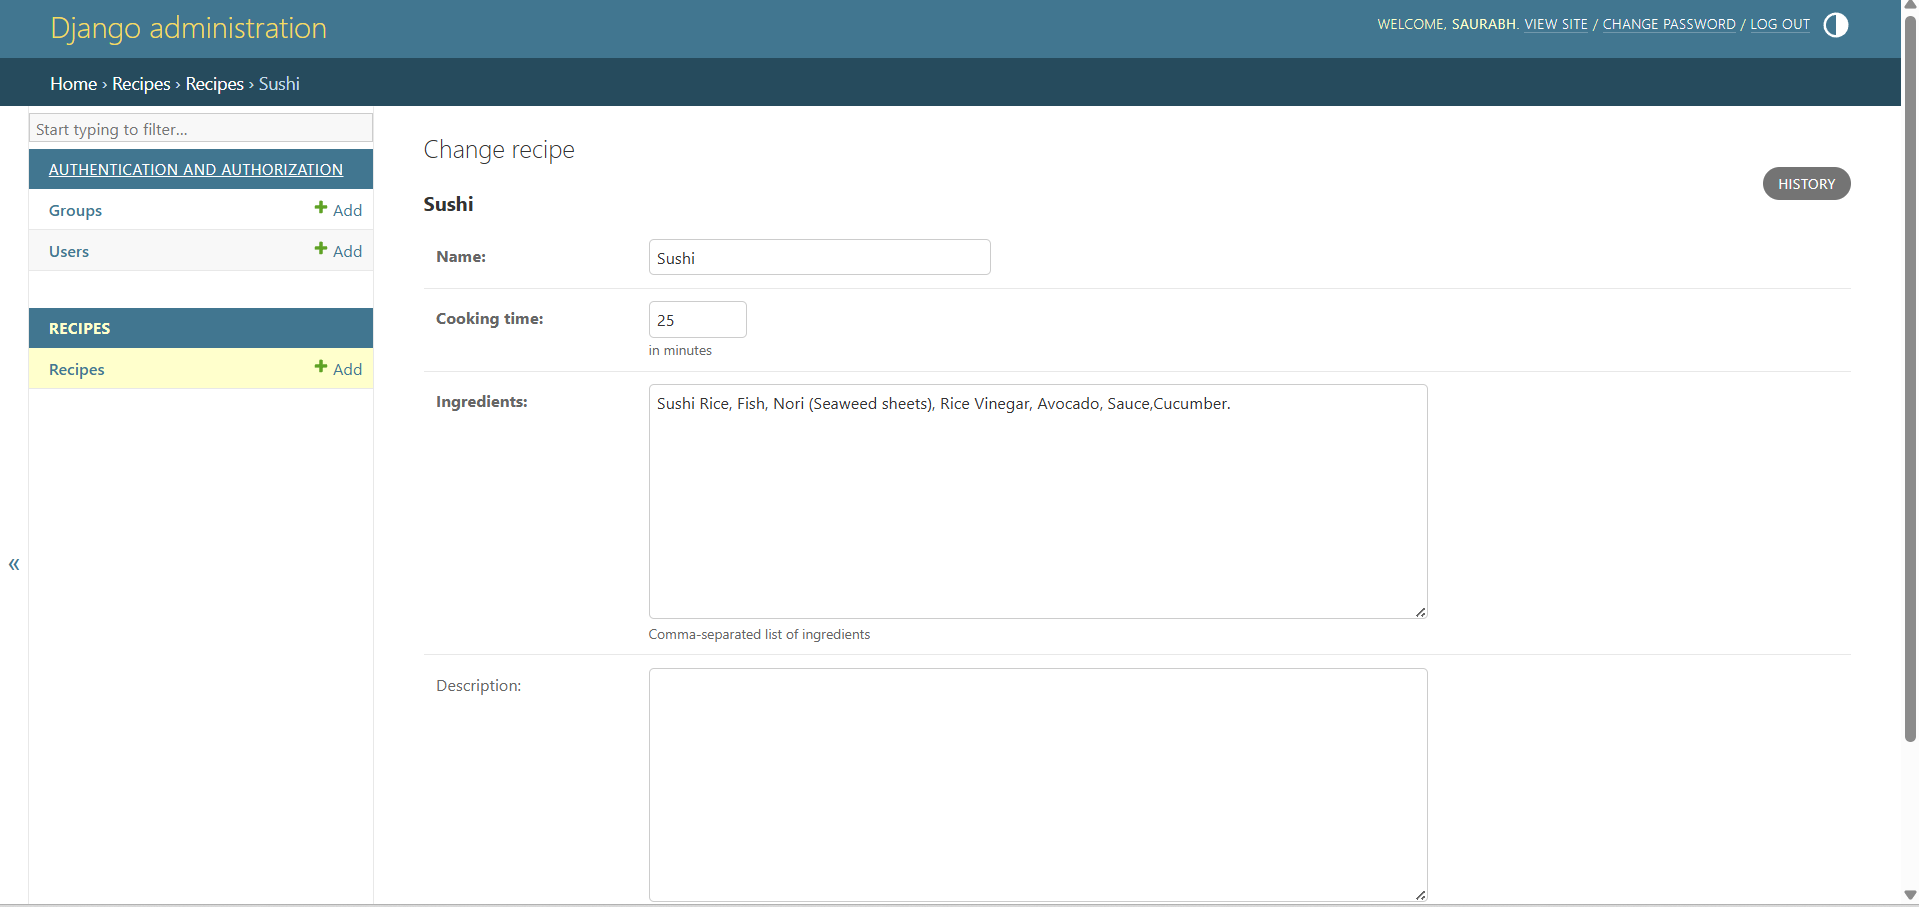 Django administration
WELCOME, SAURABH. VIEW SITE / CHANGE PASSWORD / LOG OUT
Home › Recipes › Recipes › Sushi
Start typing to filter...
AUTHENTICATION AND AUTHORIZATION
Groups + Add
Users + Add
RECIPES
Recipes + Add
«
Change recipe
HISTORY
Sushi
Name: Sushi
Cooking time: 25
in minutes
Ingredients: Sushi Rice, Fish, Nori (Seaweed sheets), Rice Vinegar, Avocado, Sauce,Cucumber.
Comma-separated list of ingredients
Description: